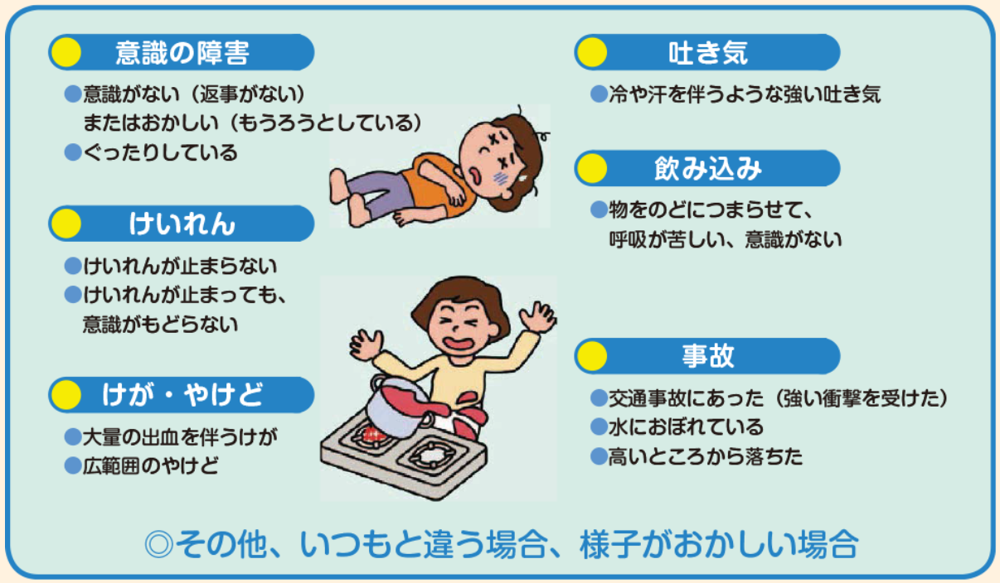 意識の障害
●意識がない（返事がない）
またはおかしい（もうろうとしている）
●ぐったりしている
けいれん
●けいれんが止まらない
●けいれんが止まっても、
意識がもどらない
けが・やけど
●大量の出血を伴うけが
●広範囲のやけど
吐き気
●冷や汗を伴うような強い吐き気
飲み込み
●物をのどにつまらせて、
呼吸が苦しい、意識がない
事故
●交通事故にあった（強い衝撃を受けた）
●水におぼれている
●高いところから落ちた
◎その他、いつもと違う場合、様子がおかしい場合